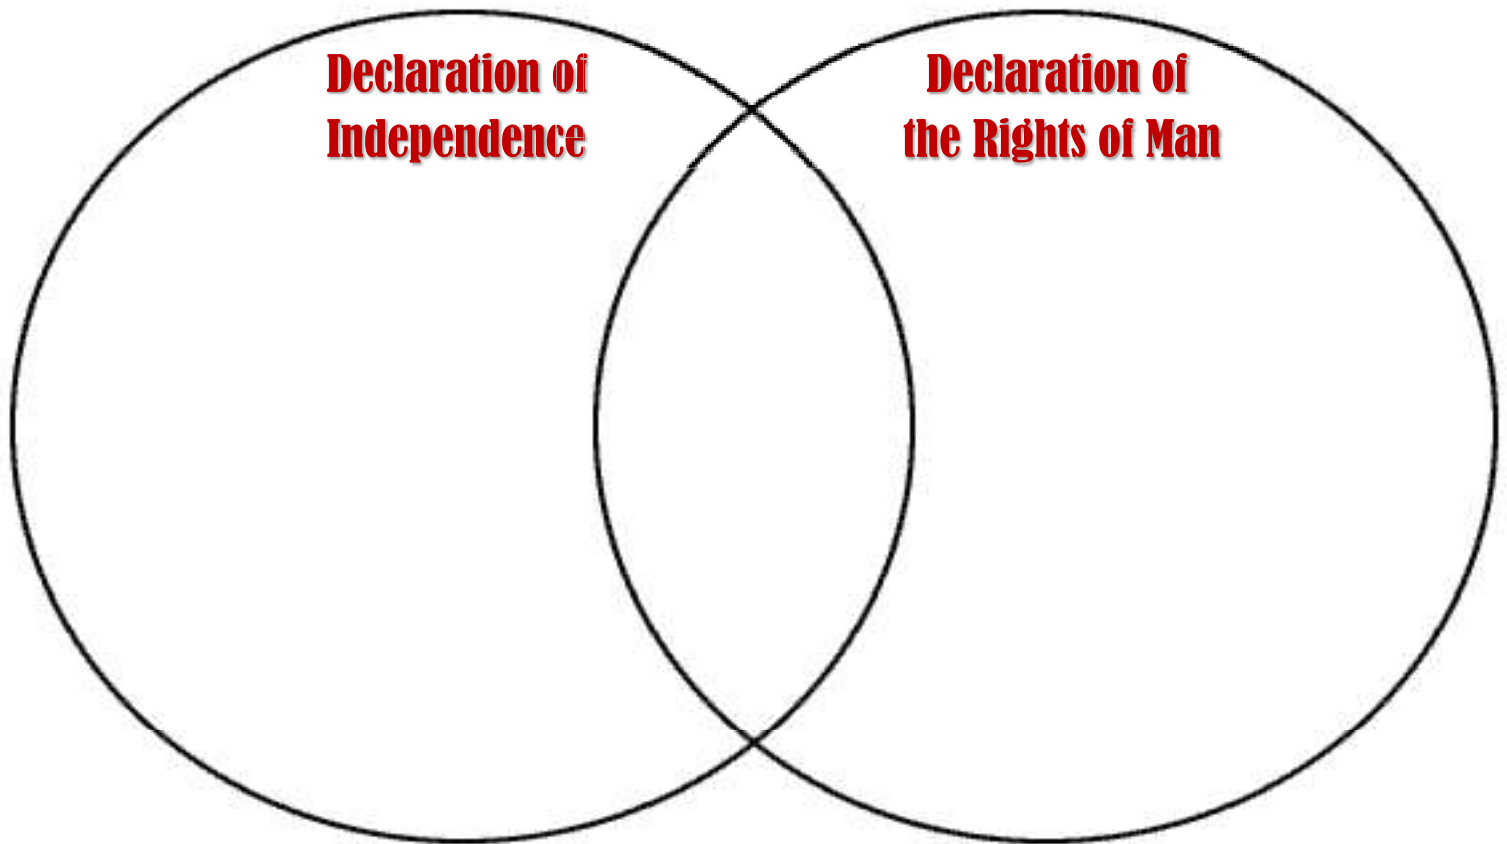 Declaration of
Independence
Declaration of
the Rights of Man